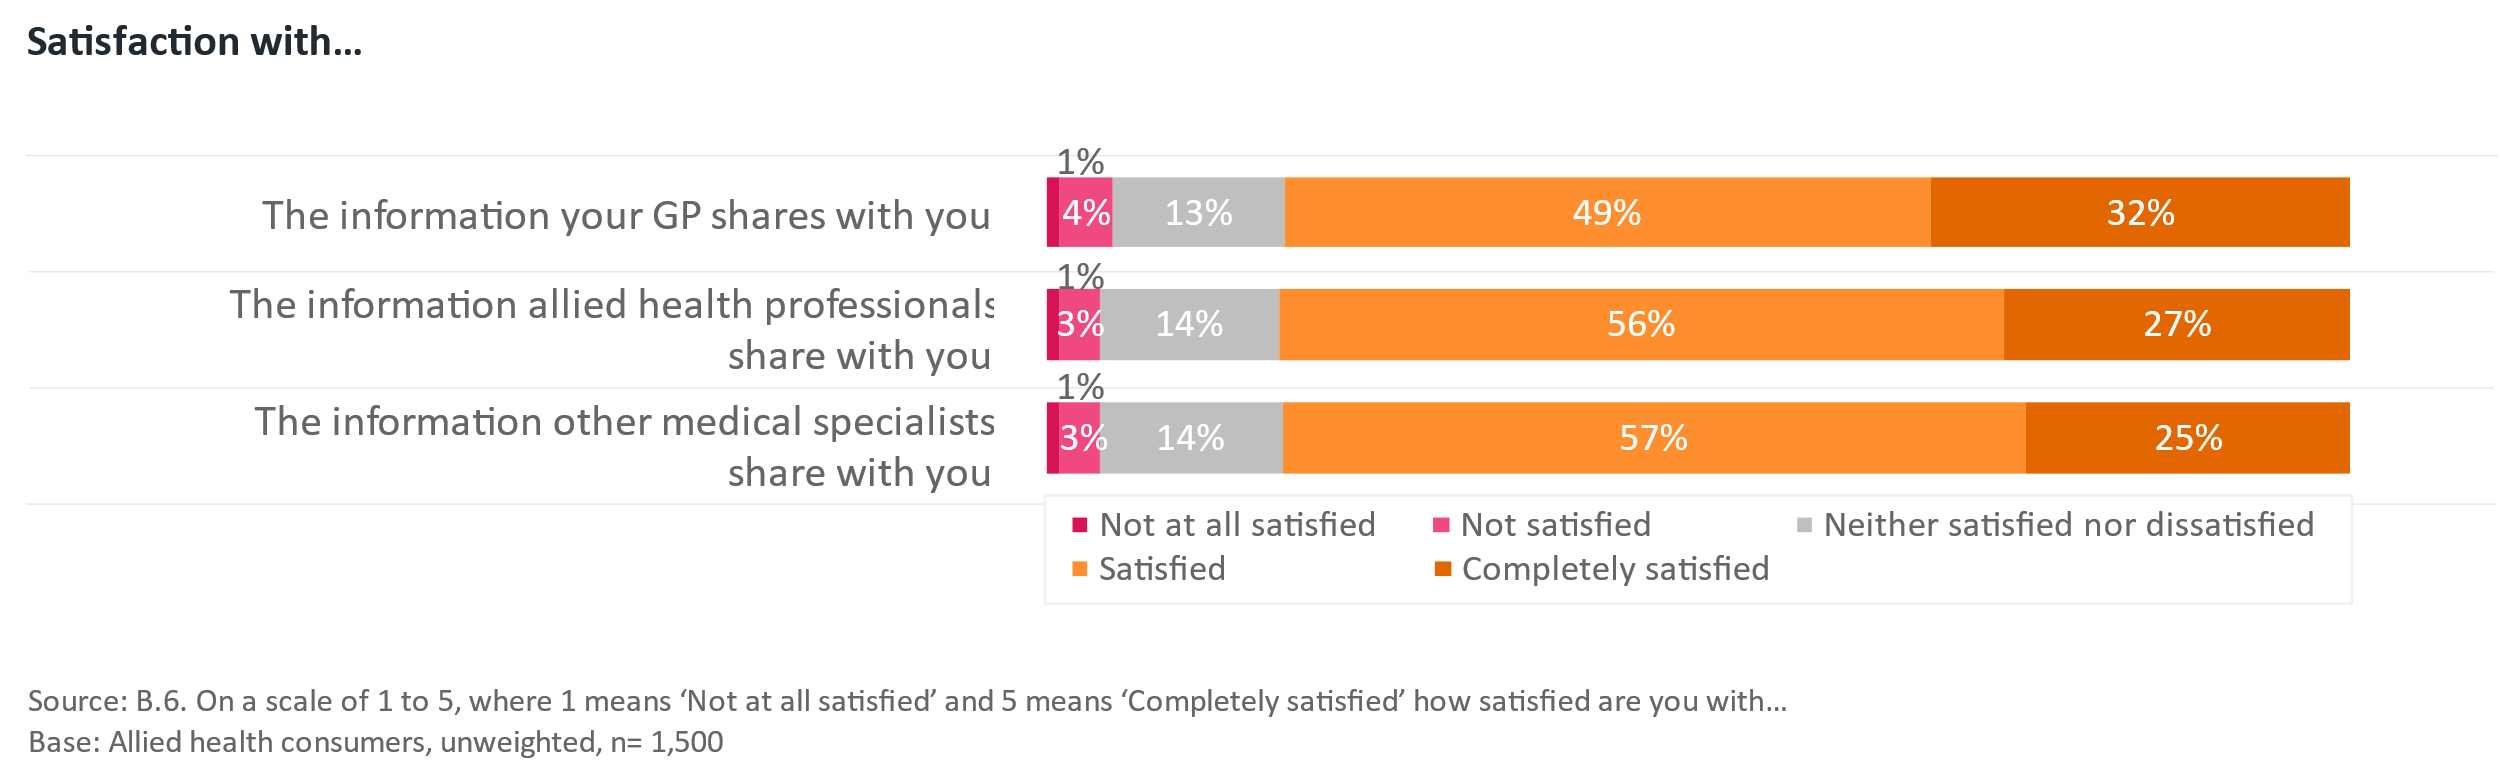 Satisfaction with...
1%
The information your GP shares with you
4%
13%
49%
32%
1%
The information allied health professionals
share with you
3%
14%
56%
27%
1%
The information other medical specialists
share with you
3%
14%
57%
25%
Not at all satisfied
Not satisfied
Neither satisfied nor dissatisfied
Satisfied
Completely satisfied
Source: B.6. On a scale of 1 to 5, where 1 means ‘Not at all satisfied’ and 5 means ‘Completely satisfied’ how satisfied are you with...
Base: Allied health consumers, unweighted, n= 1,500